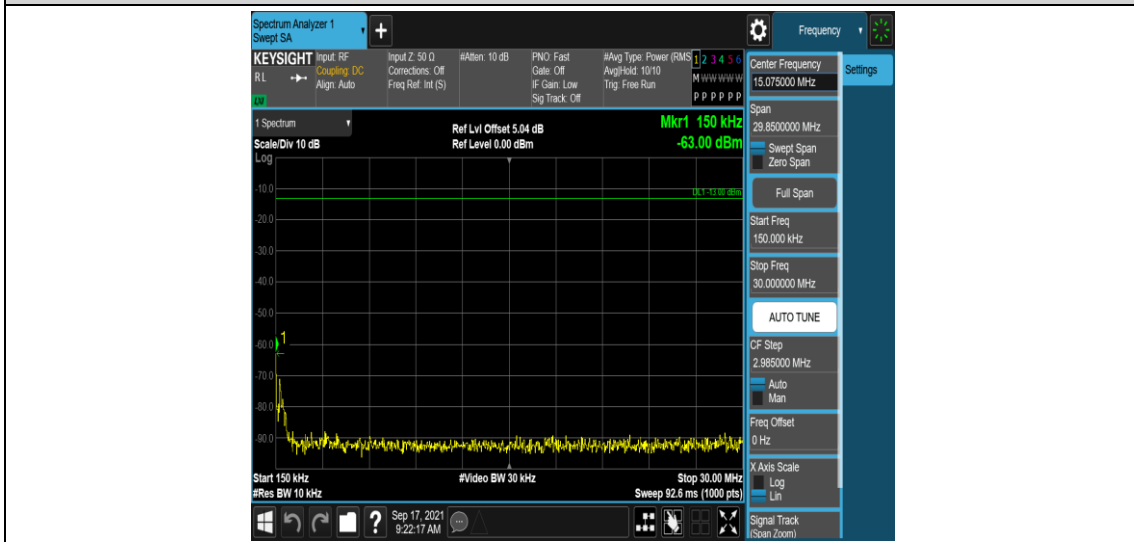 Spectrum Analyzer 1
Swept SA
+
Frequency
KEYSIGHT
RL
LXI
Input: RF
Coupling: DC
Align: Auto
Input Z: 50 Ω
Corrections: Off
Freq Ref: Int (S)
#Atten: 10 dB
PNO: Fast
Gate: Off
IF Gain: Low
Sig Track: Off
#Avg Type: Power (RMS
Avg|Hold: 10/10
Trig: Free Run
1 2 3 4 5 6
M W W W W W
P P P P P P
1 Spectrum
Scale/Div 10 dB
Log
Ref Lvl Offset 5.04 dB
Ref Level 0.00 dBm
Mkr1 150 kHz
-63.00 dBm
DL1 -13.00 dBm
-10.0
-20.0
-30.0
-40.0
-50.0
-60.0
-70.0
-80.0
-90.0
1
Start 150 kHz
#Res BW 10 kHz
#Video BW 30 kHz
Stop 30.00 MHz
Sweep 92.6 ms (1000 pts)
Center Frequency
15.075000 MHz
Settings
Span
29.8500000 MHz
Swept Span
Zero Span
Full Span
Start Freq
150.000 kHz
Stop Freq
30.000000 MHz
AUTO TUNE
CF Step
2.985000 MHz
Auto
Man
Freq Offset
0 Hz
X Axis Scale
Log
Lin
Signal Track
(Span Zoom)
?
Sep 17, 2021
9:22:17 AM